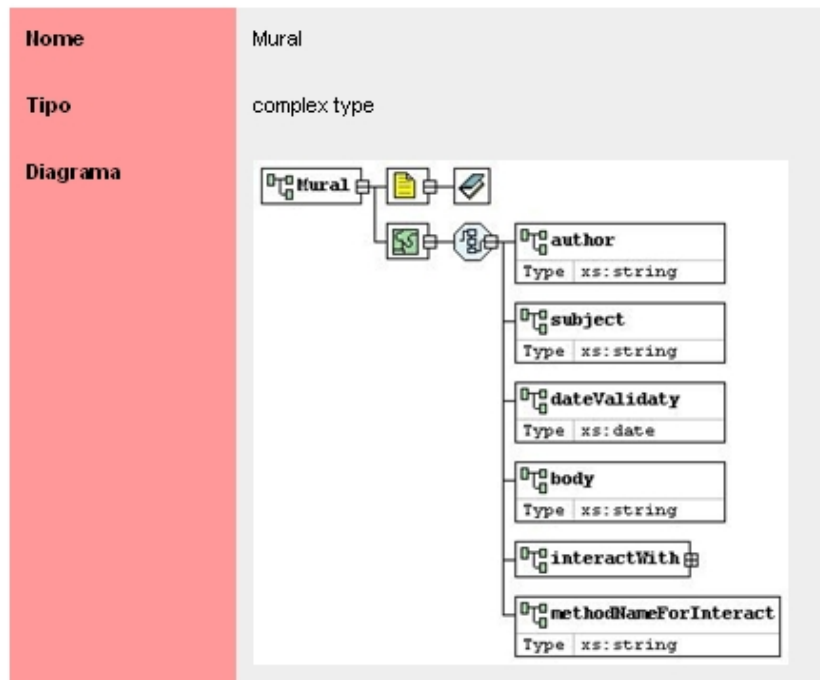 Nome Mural
Tipo complex type
Diagrama
Mural
author
Type xs:string
subject
Type xs:string
dateValidaty
Type xs:date
body
Type xs:string
interactWith
methodNameForInteract
Type xs:string